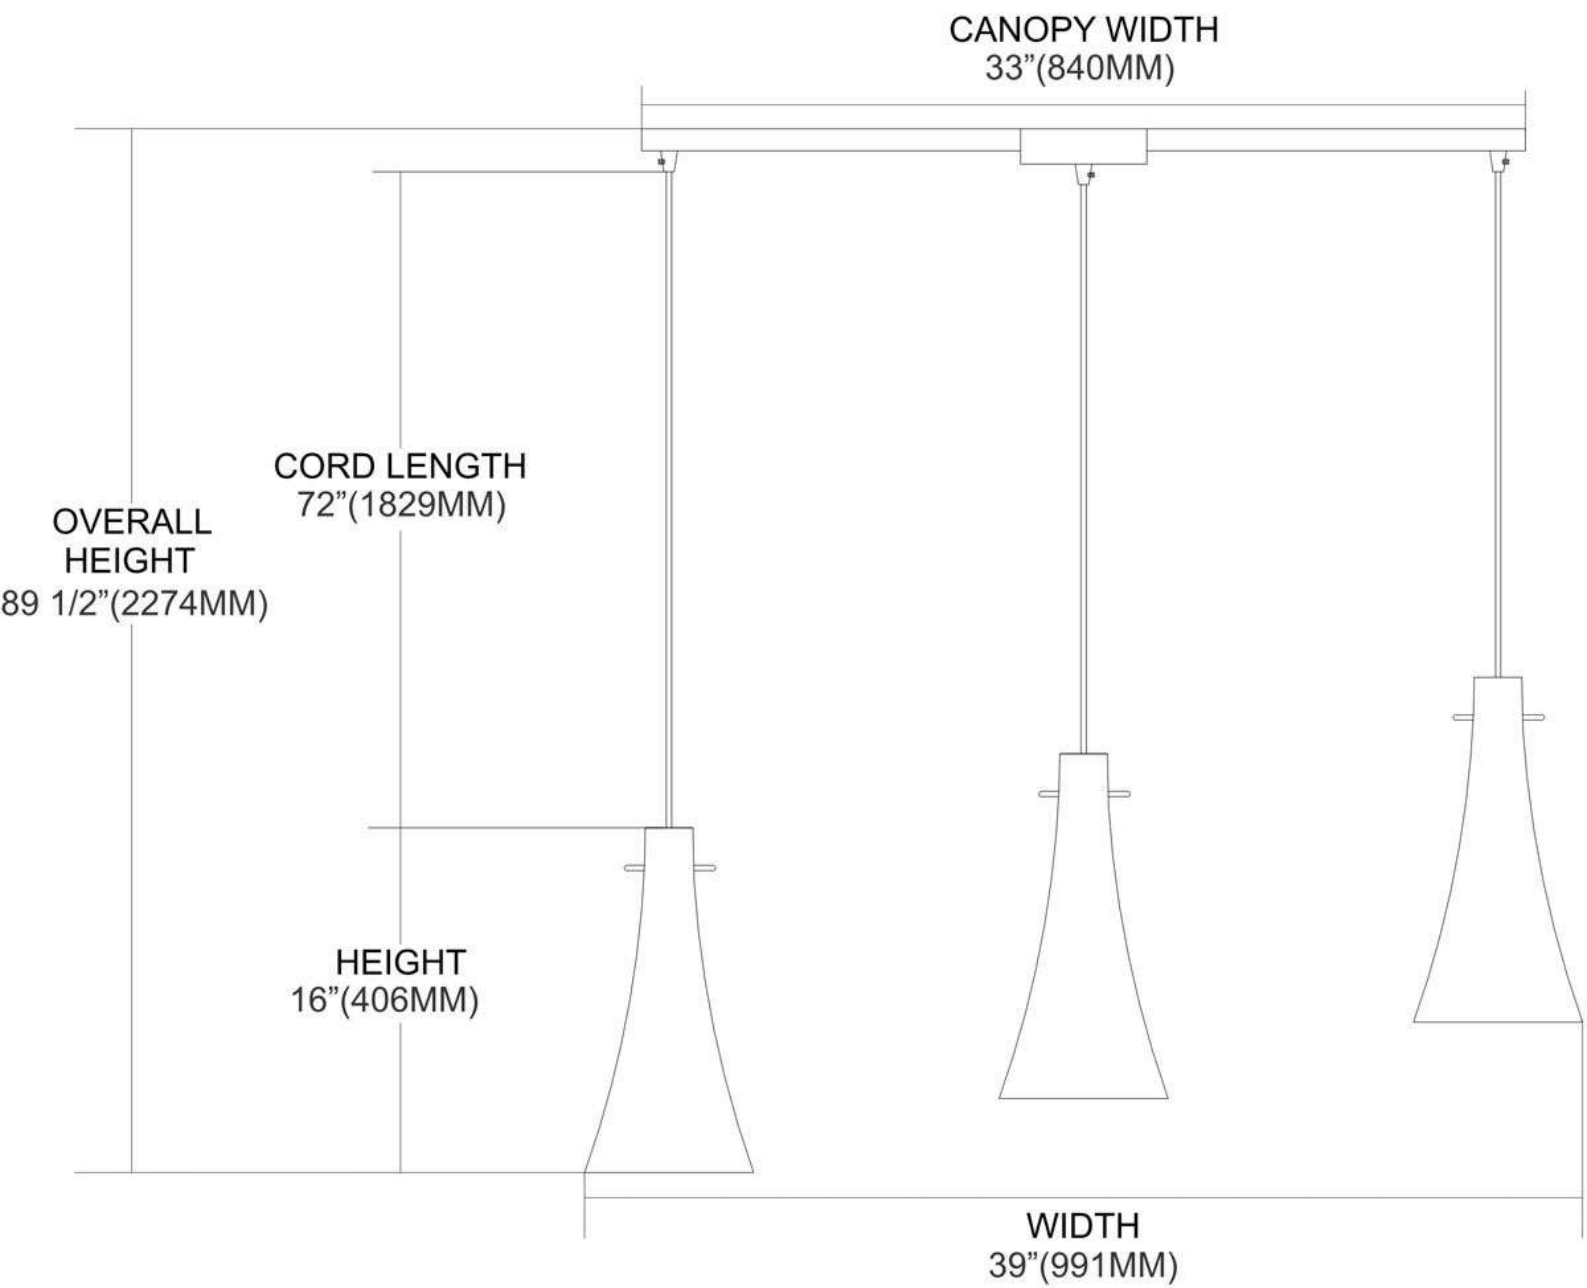 CANOPY WIDTH
33”(840MM)
CORD LENGTH
72”(1829MM)
OVERALL
HEIGHT
89 1/2”(2274MM)
HEIGHT
16”(406MM)
WIDTH
39”(991MM)